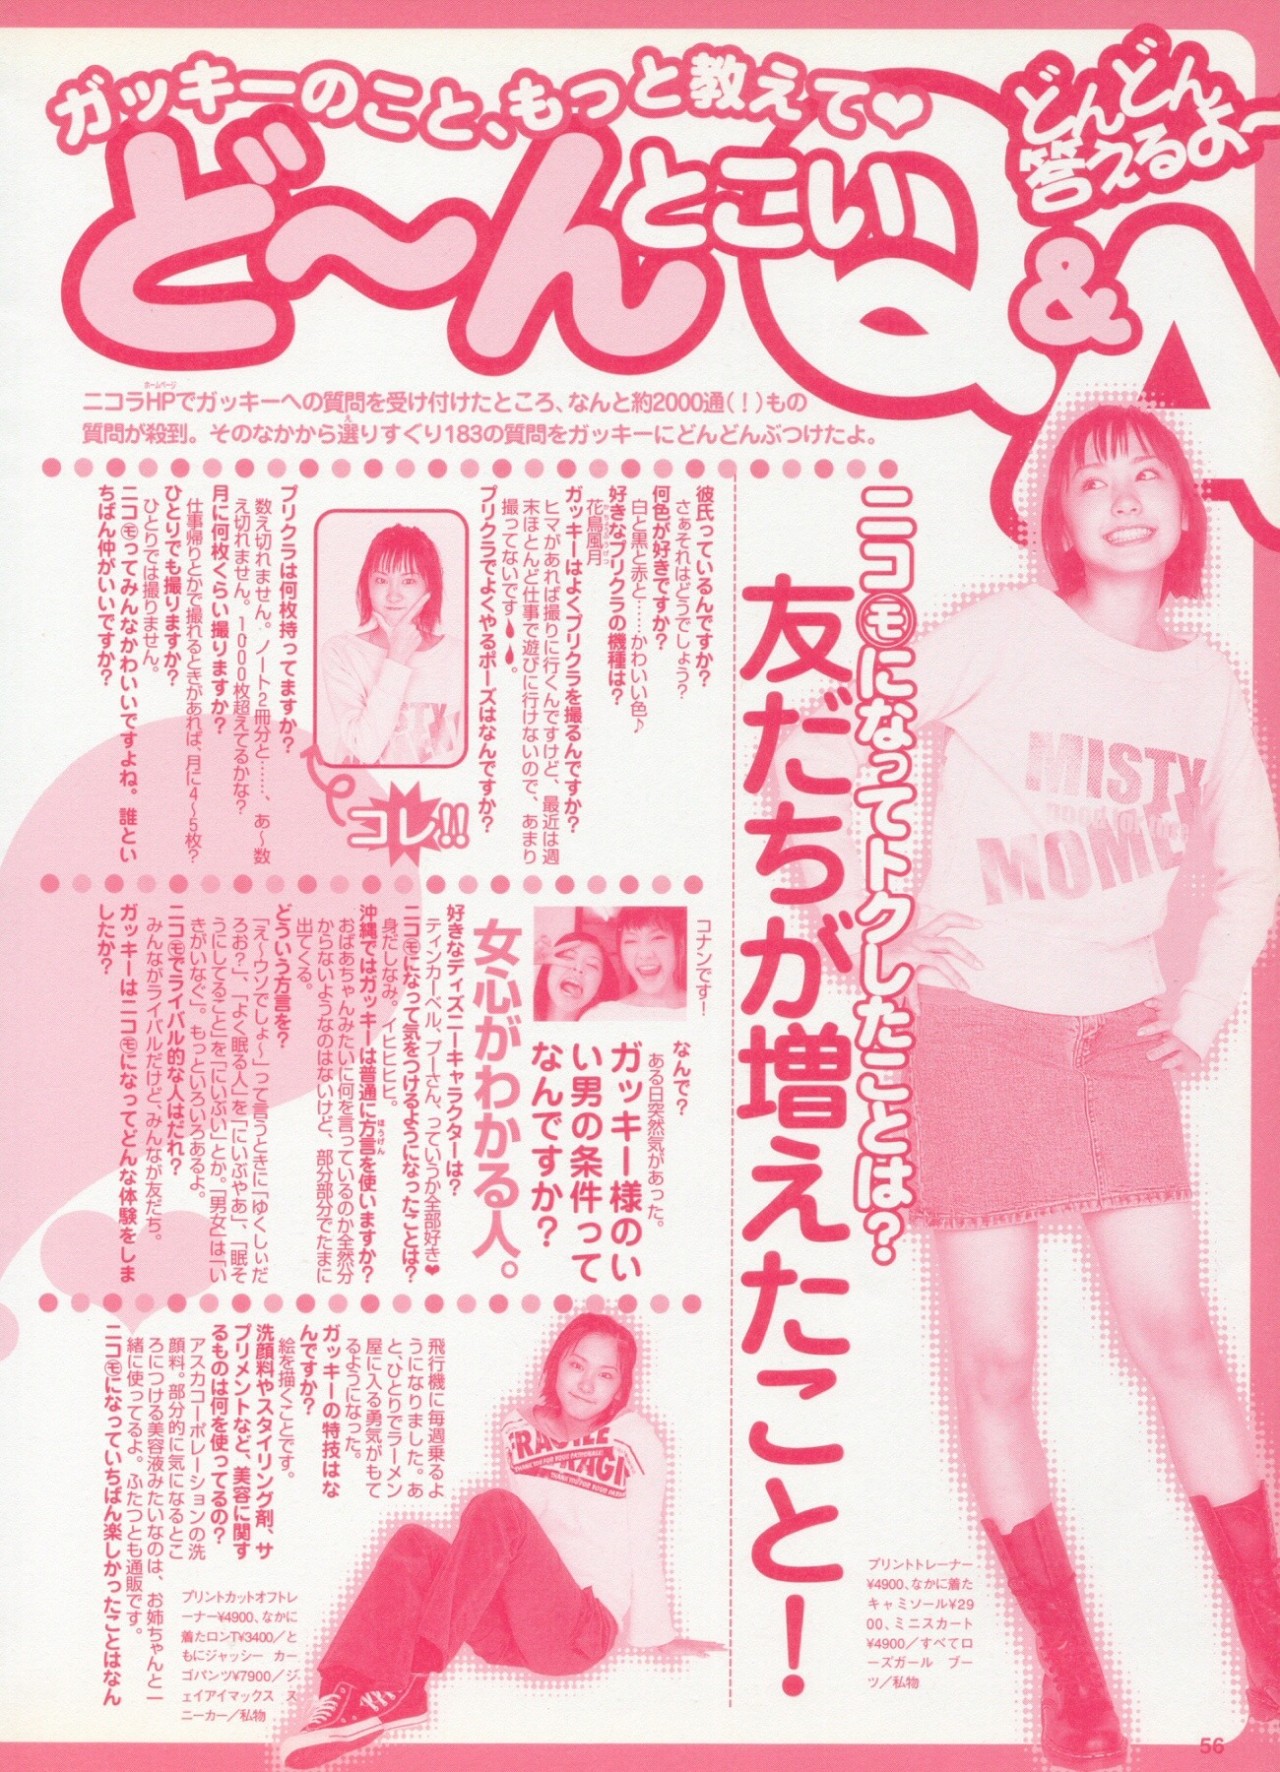 ガッキーのこと、もっと教えて♥
ど〜んとこいQ&A
どんどん
答えるよ〜
ホームページ
ニコラHPでガッキーへの質問を受け付けたところ、なんと約2000通（！）もの
え
質問が殺到。そのなかから選りすぐり183の質問をガッキーにどんどんぶつけたよ。
ニコモになってトクしたことは？
友だちが増えたこと！
彼氏っているんですか？
さぁそれはどうでしょう？
何色が好きですか？
白と黒と赤と……かわいい色♪
好きなプリクラの機種は？
花鳥風月
かちょうふうげつ
ガッキーはよくプリクラを撮るんですか？
ヒマがあれば撮りに行くんですけど、最近は週
末ほとんど仕事で遊びに行けないので、あまり
撮ってないです。
プリクラでよくやるポーズはなんですか？
コレ!!
MISTY
プリクラは何枚持ってますか？
数え切れません。ノート2冊分と……、あ〜数
え切れません。1000枚超えてるかな？
月に何枚くらい撮りますか？
仕事帰りとかで撮れるときがあれば、月に4〜5枚？
ひとりでも撮りますか？
ひとりでは撮りません。
ニコモってみんなかわいいですよね。誰とい
ちばん仲がいいですか？
コナンです！
なんで？
ある日突然気があった。
ガッキー様のい
い男の条件って
なんですか？
女心がわかる人。
好きなディズニーキャラクターは？
ティンカーベル、プーさん、っていうか全部好き♥
ニコモになって気をつけるようになったことは？
身だしなみ。イヒヒヒヒ。
沖縄ではガッキーは普通に方言を使いますか？
ほうげん
おばあちゃんみたいに何を言っているのか全然分
からないようなのはないけど、部分部分でたまに
出てくる。
どういう方言を？
「え〜ウソでしょ〜」って言うときに「ゆくしぃだ
ろお？」、「よく眠る人」を「にいぶやあ」、「眠そ
うにしてること」を「にいぶい」とか。「男女」は「い
きがいなぐ」。もっといろいろあるよ。
ニコモでライバル的な人はだれ？
みんながライバルだけど、みんなが友だち。
ガッキーはニコモになってどんな体験をしま
したか？
飛行機に毎週乗るよ
うになりました。あ
と、ひとりでラーメン
屋に入る勇気がもて
るようになった。
ガッキーの特技はな
んですか？
絵を描くことです。
洗顔料やスタイリング剤、サ
プリメントなど、美容に関す
るものは何を使ってるの？
アスカコーポレーションの洗
顔料。部分的に気になるとこ
ろにつける美容液みたいなのは、お姉ちゃんと一
緒に使ってるよ。ふたつとも通販です。
ニコモになっていちばん楽しかったことはなん
プリントカットオフトレ
ーナー¥4900、なかに
着たロンT¥3400／と
もにジャッシー カー
ゴパンツ¥7900／ジ
ェイアイマックス ス
ニーカー／私物
MISTY
MOME
プリントトレーナー
¥4900、なかに着た
キャミソール¥29
00、ミニスカート
¥4900／すべてロ
ーズガール ブー
ツ／私物
56